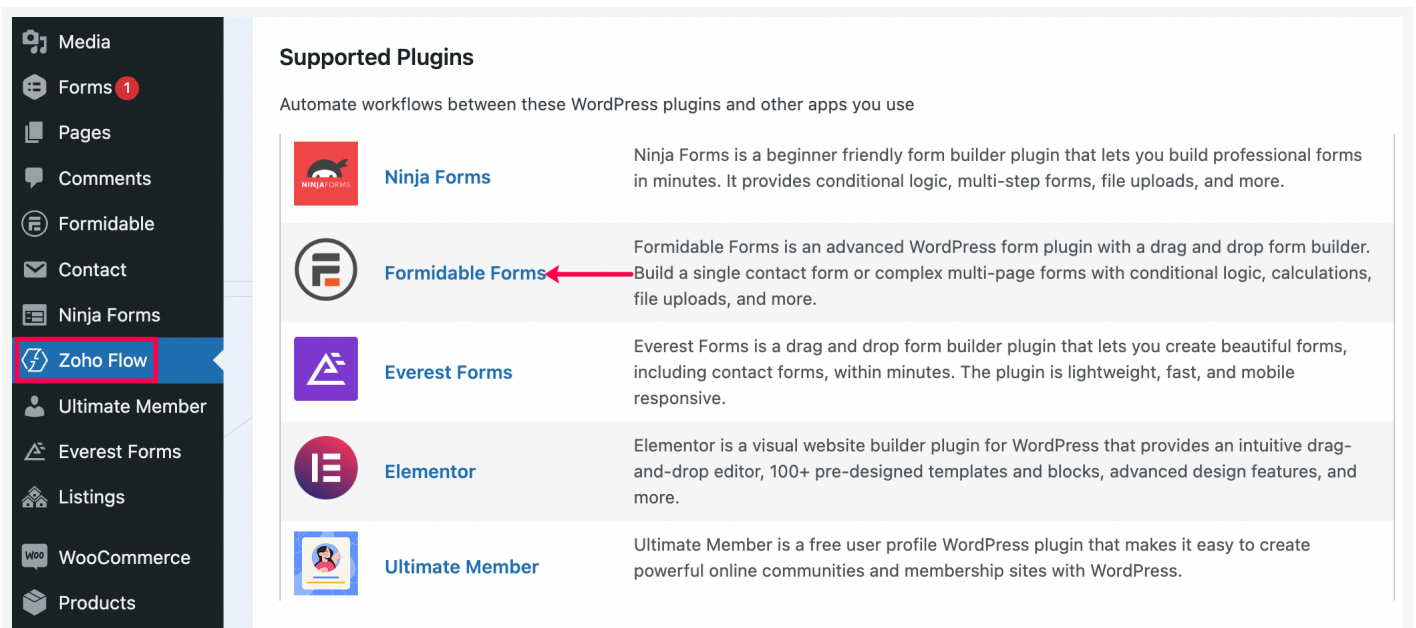 Media
Forms 1
Pages
Comments
Formidable
Contact
Ninja Forms
Zoho Flow
Ultimate Member
Everest Forms
Listings
Woo WooCommerce
Products
Supported Plugins
Automate workflows between these WordPress plugins and other apps you use
NINJAFORMS
Ninja Forms
Ninja Forms is a beginner friendly form builder plugin that lets you build professional forms
in minutes. It provides conditional logic, multi-step forms, file uploads, and more.
Formidable Forms
Formidable Forms is an advanced WordPress form plugin with a drag and drop form builder.
Build a single contact form or complex multi-page forms with conditional logic, calculations,
file uploads, and more.
Everest Forms
Everest Forms is a drag and drop form builder plugin that lets you create beautiful forms,
including contact forms, within minutes. The plugin is lightweight, fast, and mobile
responsive.
Elementor
Elementor is a visual website builder plugin for WordPress that provides an intuitive drag-
and-drop editor, 100+ pre-designed templates and blocks, advanced design features, and
more.
Ultimate Member
Ultimate Member is a free user profile WordPress plugin that makes it easy to create
powerful online communities and membership sites with WordPress.